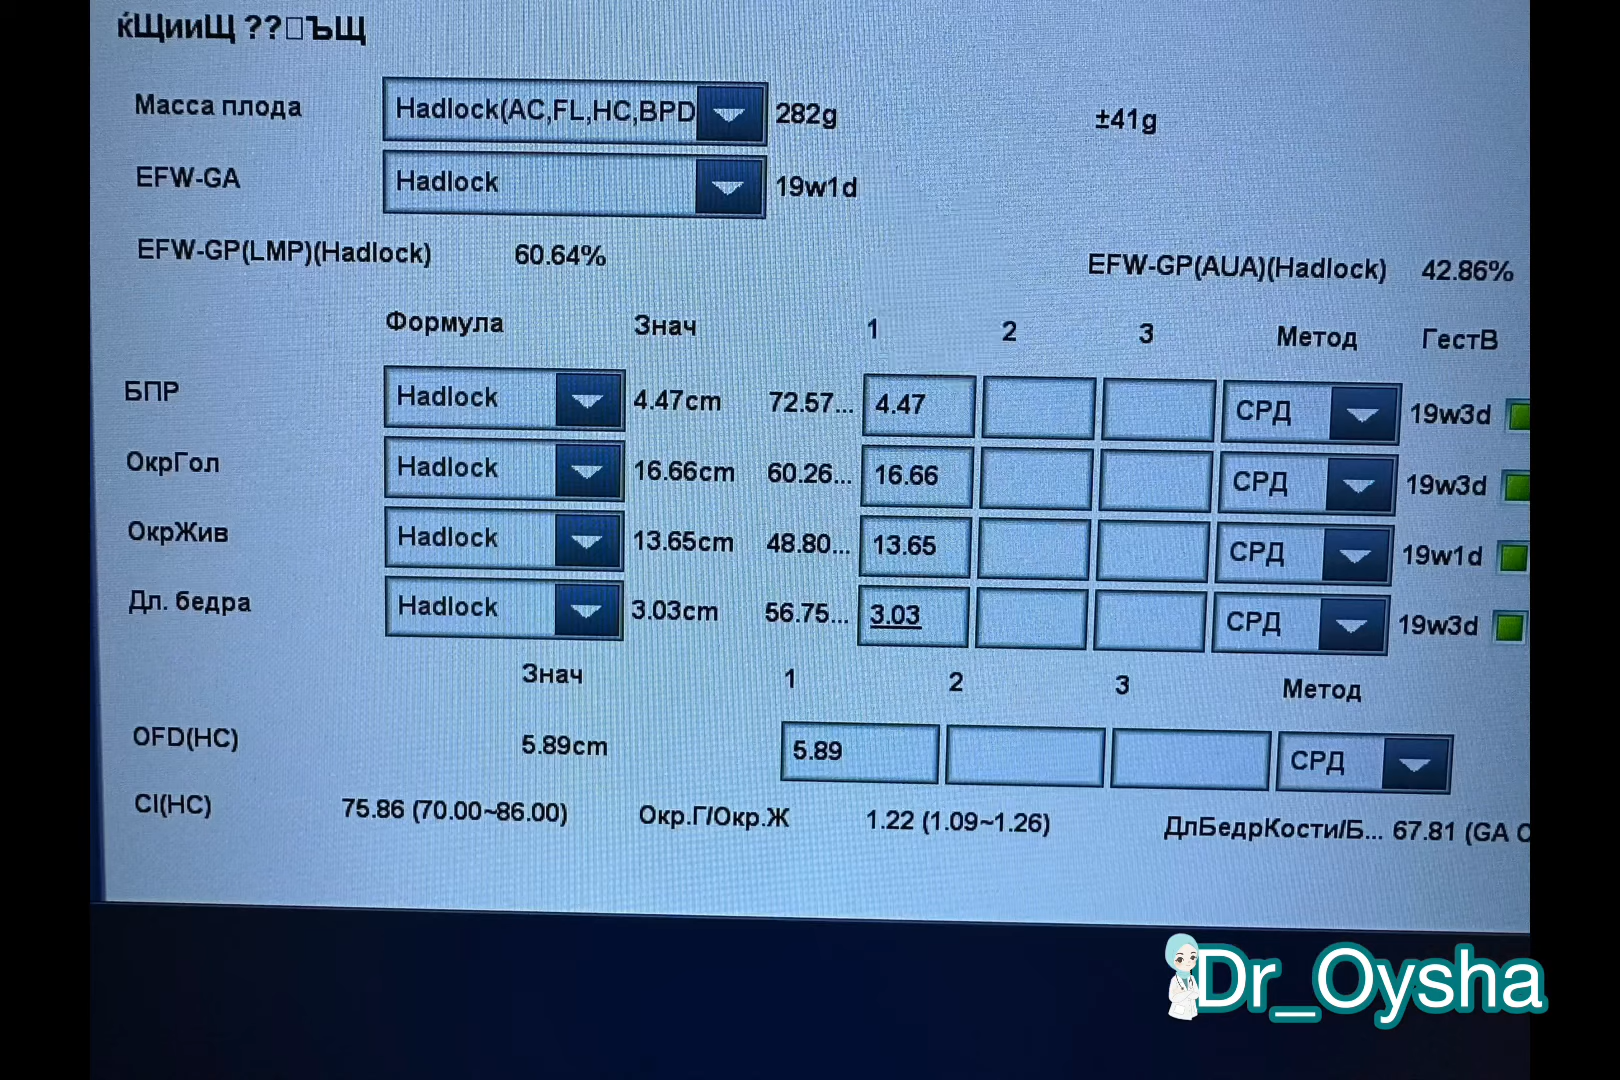 ќЩииЩ ??□ЪЩ
Масса плода Hadlock(AC,FL,HC,BPD 282g ±41g
EFW-GA Hadlock 19w1d
EFW-GP(LMP)(Hadlock) 60.64% EFW-GP(AUA)(Hadlock) 42.86%
Формула Знач 1 2 3 Метод ГестВ
БПР Hadlock 4.47cm 72.57... 4.47 СРД 19w3d
ОкрГол Hadlock 16.66cm 60.26... 16.66 СРД 19w3d
ОкрЖив Hadlock 13.65cm 48.80... 13.65 СРД 19w1d
Дл. бедра Hadlock 3.03cm 56.75... 3.03 СРД 19w3d
Знач 1 2 3 Метод
OFD(HC) 5.89cm 5.89 СРД
CI(HC) 75.86 (70.00~86.00) Окр.Г/Окр.Ж 1.22 (1.09~1.26) ДлБедрКости/Б... 67.81 (GA
Dr_Oysha